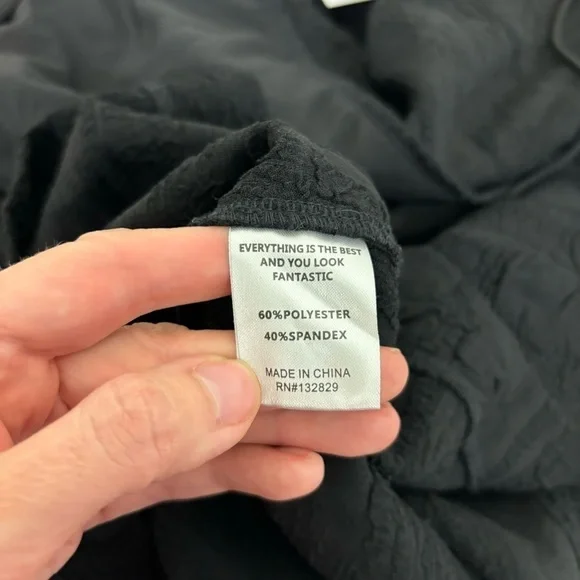 EVERYTHING IS THE BEST
AND YOU LOOK
FANTASTIC
60%POLYESTER
40%SPANDEX
MADE IN CHINA
RN#132829